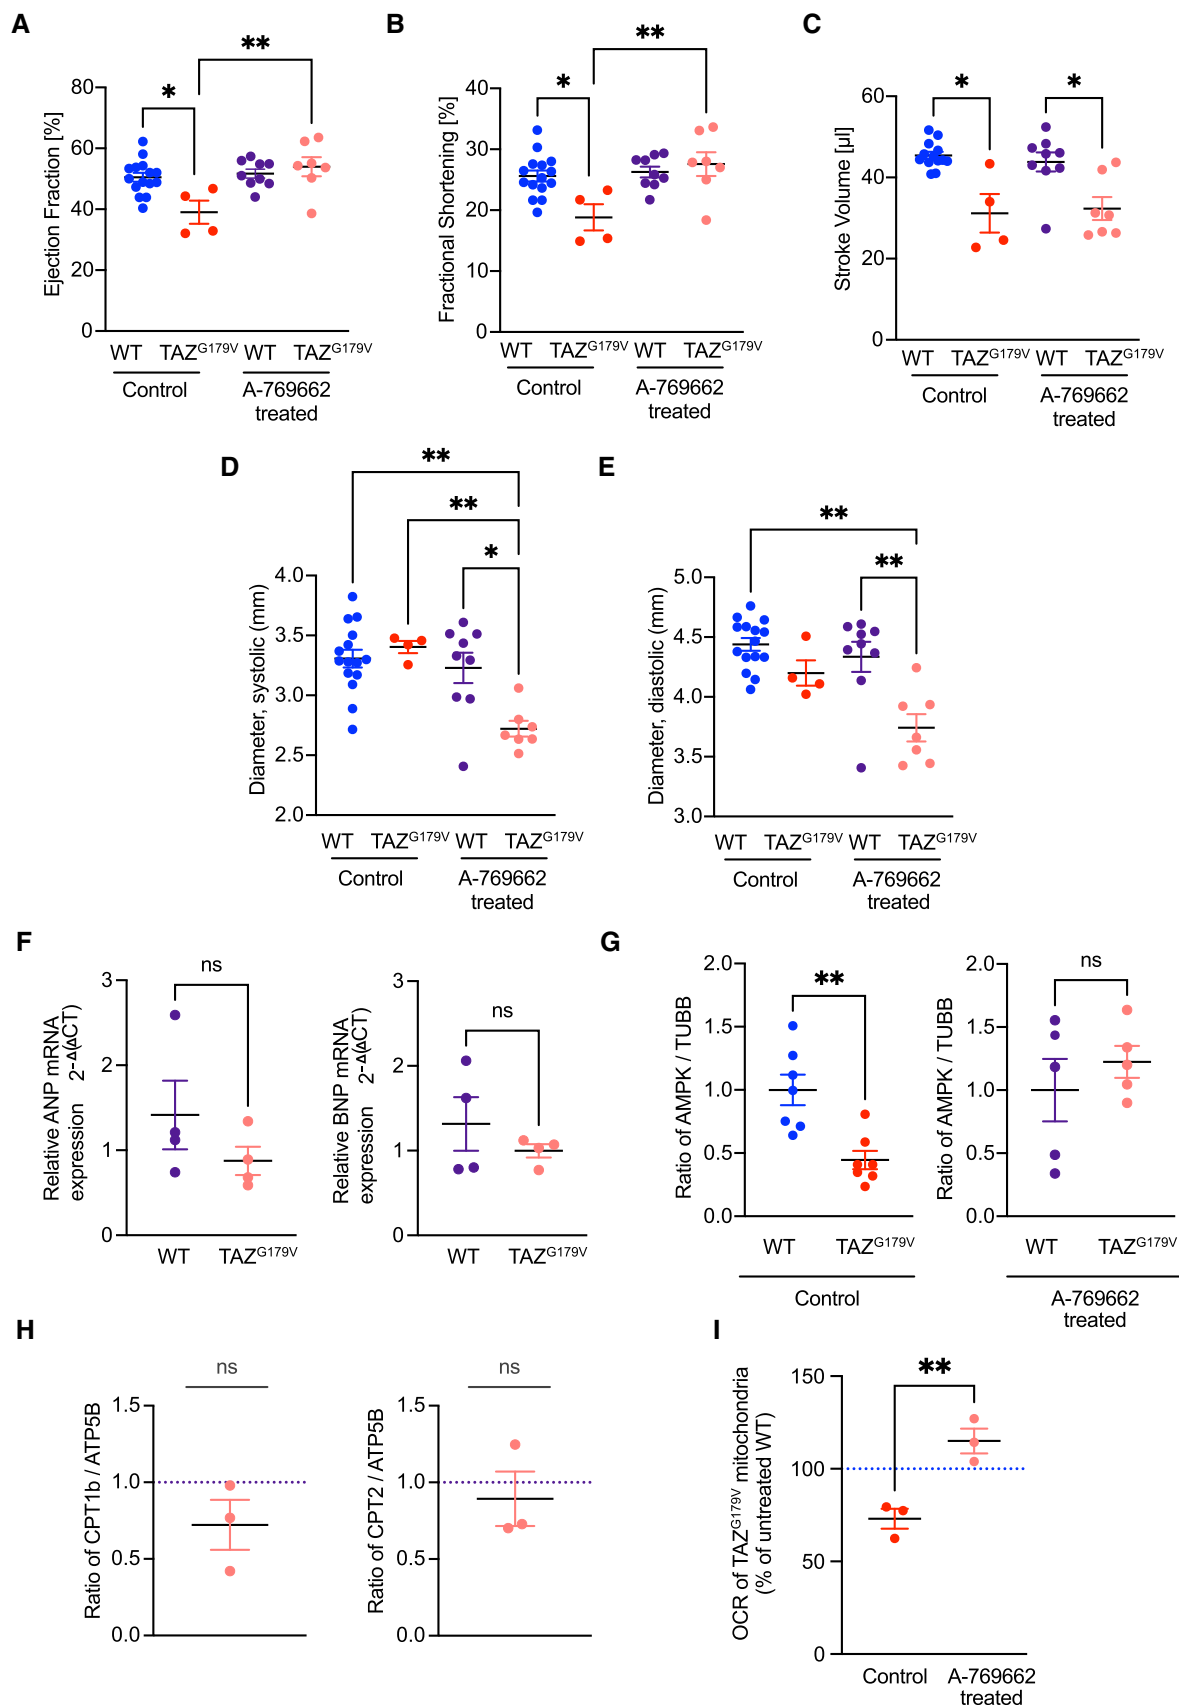 A
B
C
Ejection Fraction [%]
80
60
40
20
0
*
**
WT TAZG179V WT TAZG179V
Control
A-769662
treated
Fractional Shortening [%]
40
30
20
10
0
*
**
WT TAZG179V WT TAZG179V
Control
A-769662
treated
Stroke Volume [µl]
60
40
20
0
*
*
WT TAZG179V WT TAZG179V
Control
A-769662
treated
D
E
Diameter, systolic (mm)
4.0
3.5
3.0
2.5
2.0
**
**
*
WT TAZG179V WT TAZG179V
Control
A-769662
treated
Diameter, diastolic (mm)
5.0
4.5
4.0
3.5
3.0
**
**
WT TAZG179V WT TAZG179V
Control
A-769662
treated
F
G
Relative ANP mRNA
expression 2-Δ(ΔCT)
3
2
1
0
ns
WT TAZG179V
Relative BNP mRNA
expression 2-Δ(ΔCT)
3
2
1
0
ns
WT TAZG179V
Ratio of AMPK / TUBB
2.0
1.5
1.0
0.5
0.0
**
WT TAZG179V
Control
Ratio of AMPK / TUBB
2.0
1.5
1.0
0.5
0.0
ns
WT TAZG179V
A-769662
treated
H
I
Ratio of CPT1b / ATP5B
1.5
1.0
0.5
0.0
ns
Ratio of CPT2 / ATP5B
1.5
1.0
0.5
0.0
ns
OCR of TAZG179V mitochondria
(% of untreated WT)
150
100
50
0
**
Control
A-769662
treated